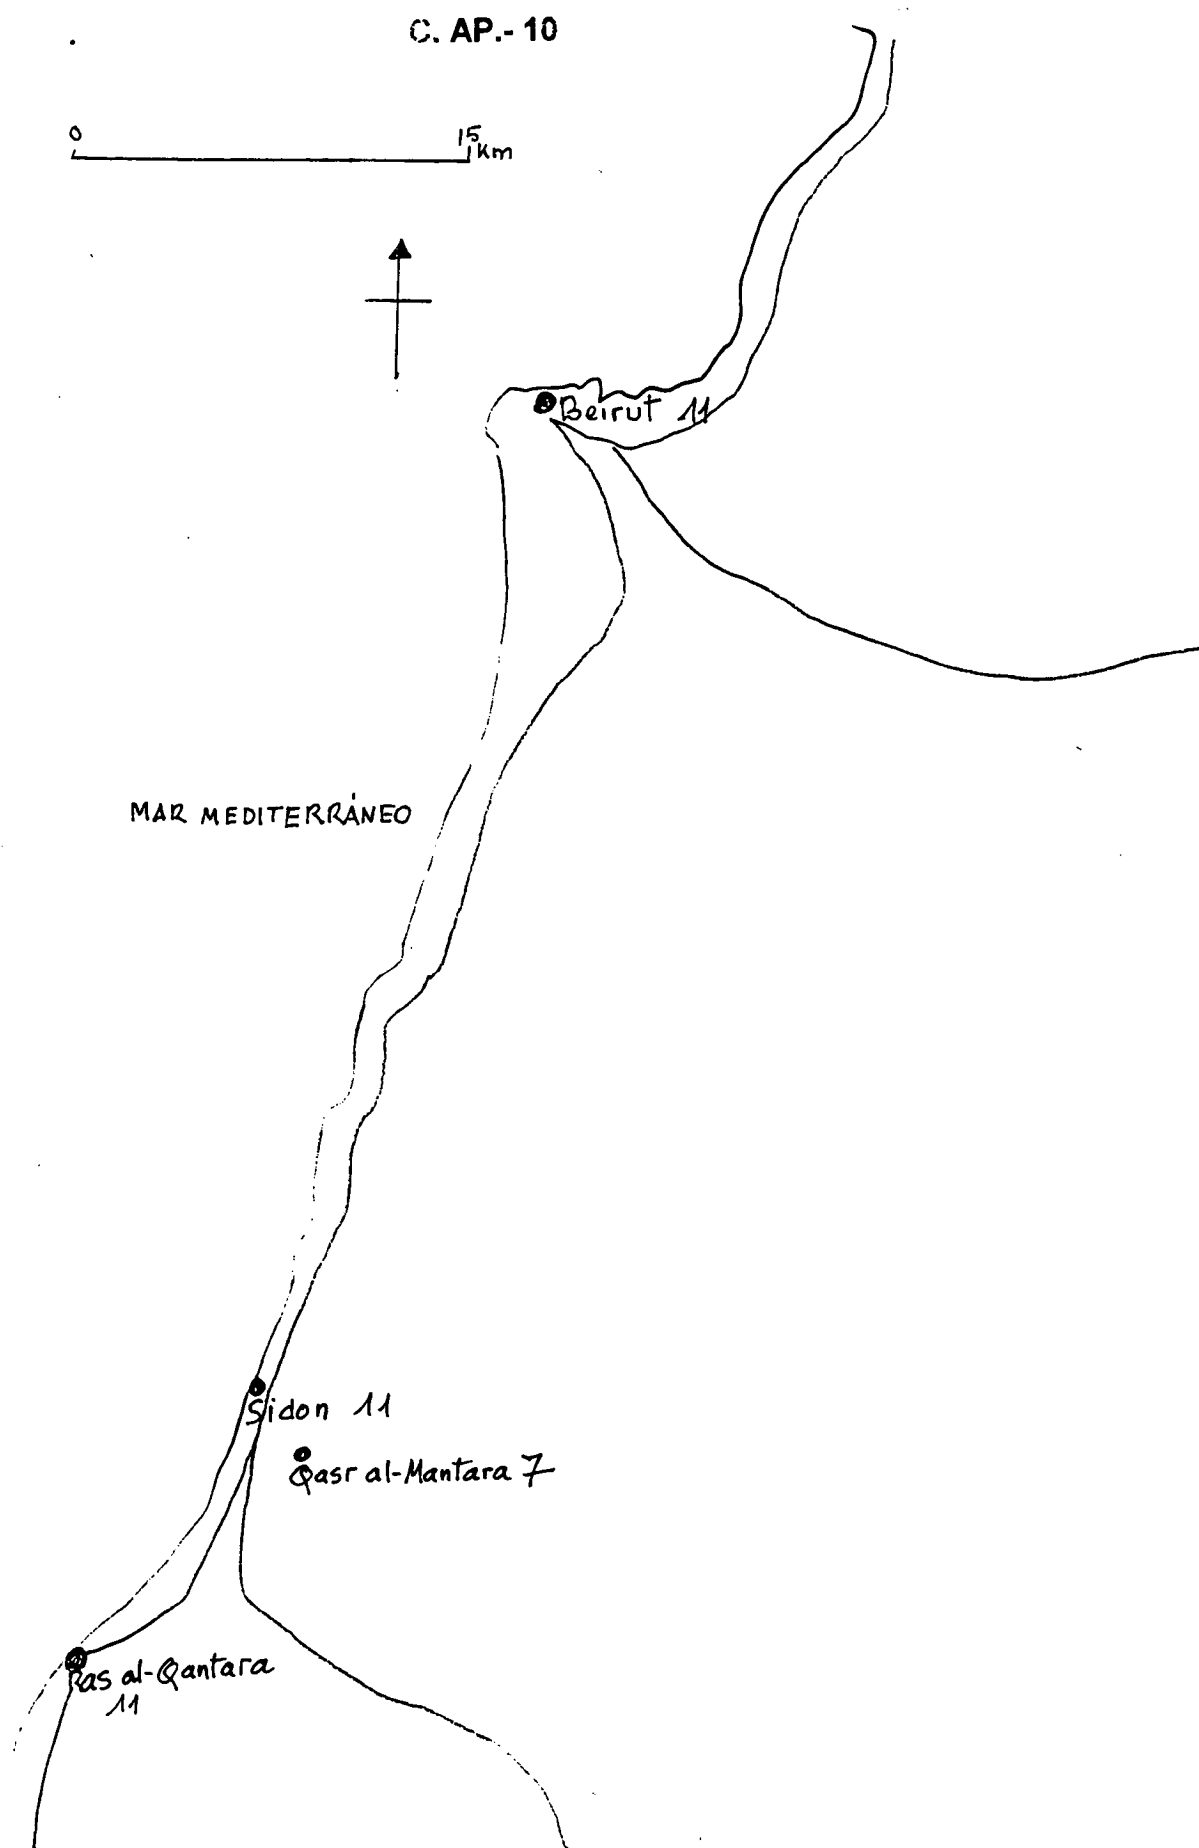 C. AP.- 10
0 15 Km
Beirut 11
MAR MEDITERRÁNEO
Sidon 11
Qasr al-Mantara 7
Ras al-Qantara
11